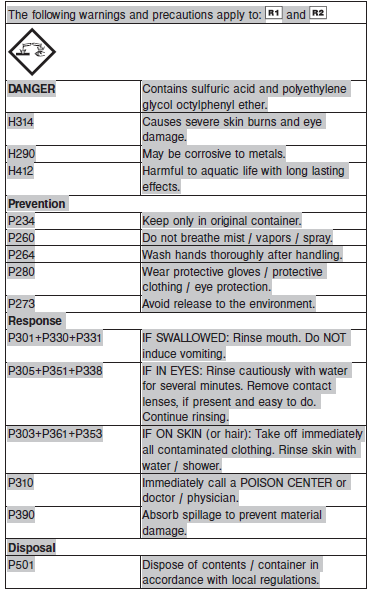 The following warnings and precautions apply to: R1 and R2
DANGER Contains sulfuric acid and polyethylene
glycol octylphenyl ether.
H314 Causes severe skin burns and eye
damage.
H290 May be corrosive to metals.
H412 Harmful to aquatic life with long lasting
effects.
Prevention
P234 Keep only in original container.
P260 Do not breathe mist / vapors / spray.
P264 Wash hands thoroughly after handling.
P280 Wear protective gloves / protective
clothing / eye protection.
P273 Avoid release to the environment.
Response
P301+P330+P331 IF SWALLOWED: Rinse mouth. Do NOT
induce vomiting.
P305+P351+P338 IF IN EYES: Rinse cautiously with water
for several minutes. Remove contact
lenses, if present and easy to do.
Continue rinsing.
P303+P361+P353 IF ON SKIN (or hair): Take off immediately
all contaminated clothing. Rinse skin with
water / shower.
P310 Immediately call a POISON CENTER or
doctor / physician.
P390 Absorb spillage to prevent material
damage.
Disposal
P501 Dispose of contents / container in
accordance with local regulations.